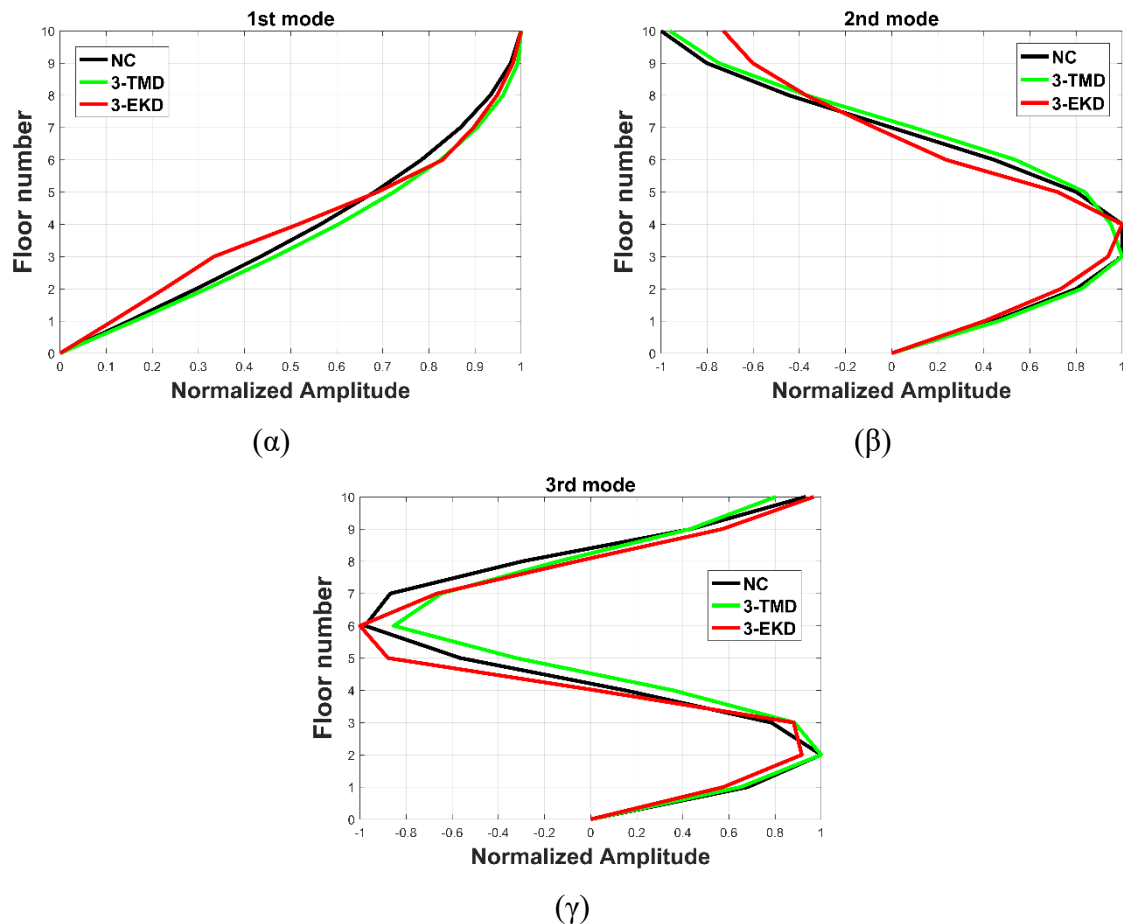 1st mode
10
9
8
7
6
5
4
3
2
1
0
Floor number
NC
3-TMD
3-EKD
0 0.1 0.2 0.3 0.4 0.5 0.6 0.7 0.8 0.9 1
Normalized Amplitude
(α)
2nd mode
10
9
8
7
6
5
4
3
2
1
0
Floor number
NC
3-TMD
3-EKD
-1 -0.8 -0.6 -0.4 -0.2 0 0.2 0.4 0.6 0.8 1
Normalized Amplitude
(β)
3rd mode
10
9
8
7
6
5
4
3
2
1
0
Floor number
NC
3-TMD
3-EKD
-1 -0.8 -0.6 -0.4 -0.2 0 0.2 0.4 0.6 0.8 1
Normalized Amplitude
(γ)